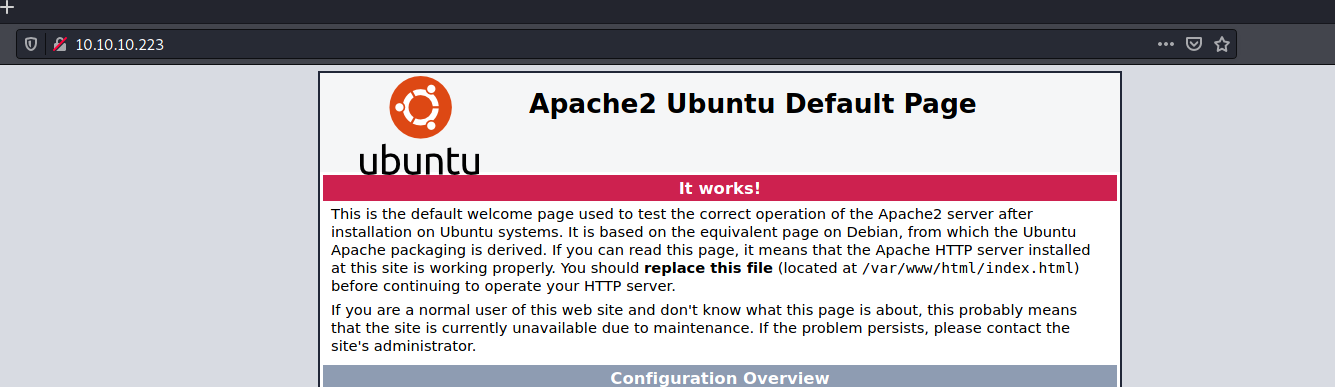 10.10.10.223
Apache2 Ubuntu Default Page
ubuntu
It works!
This is the default welcome page used to test the correct operation of the Apache2 server after
installation on Ubuntu systems. It is based on the equivalent page on Debian, from which the Ubuntu
Apache packaging is derived. If you can read this page, it means that the Apache HTTP server installed
at this site is working properly. You should replace this file (located at /var/www/html/index.html)
before continuing to operate your HTTP server.
If you are a normal user of this web site and don't know what this page is about, this probably means
that the site is currently unavailable due to maintenance. If the problem persists, please contact the
site's administrator.
Configuration Overview